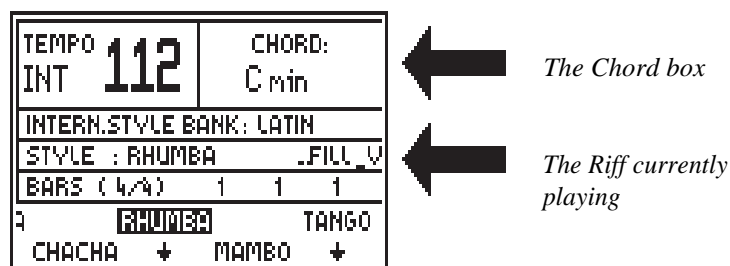 TEMPO 112
INT
CHORD:
C min
The Chord box
INTERN.STYLE BANK: LATIN
STYLE : RHUMBA .FILL_V
The Riff currently
playing
BARS (4/4) 1 1 1
A RHUMBA TANGO
CHACHA MAMBO